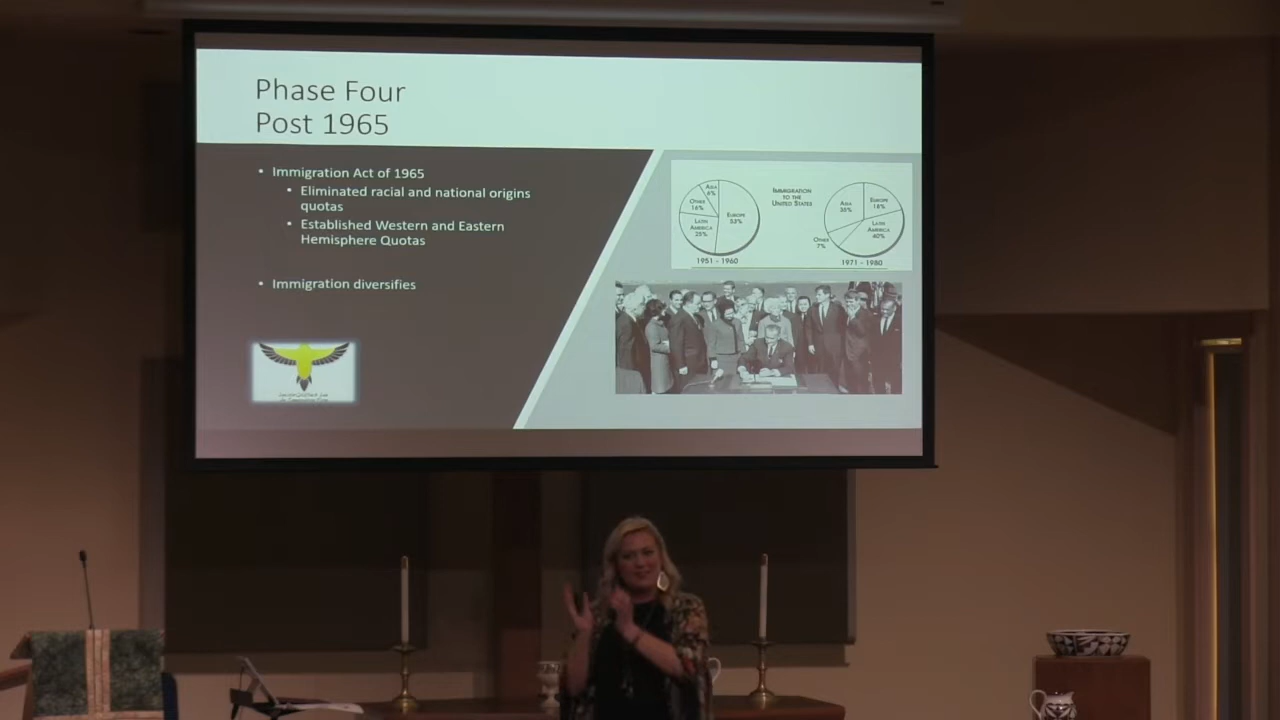 Phase Four
Post 1965
• Immigration Act of 1965
• Eliminated racial and national origins
quotas
• Established Western and Eastern
Hemisphere Quotas
• Immigration diversifies
ASIA
6%
OTHER
16%
EUROPE
53%
LATIN
AMERICA
25%
1951 - 1960
IMMIGRATION
TO THE
UNITED STATES
ASIA
35%
EUROPE
18%
LATIN
AMERICA
40%
OTHER
7%
1971 - 1980